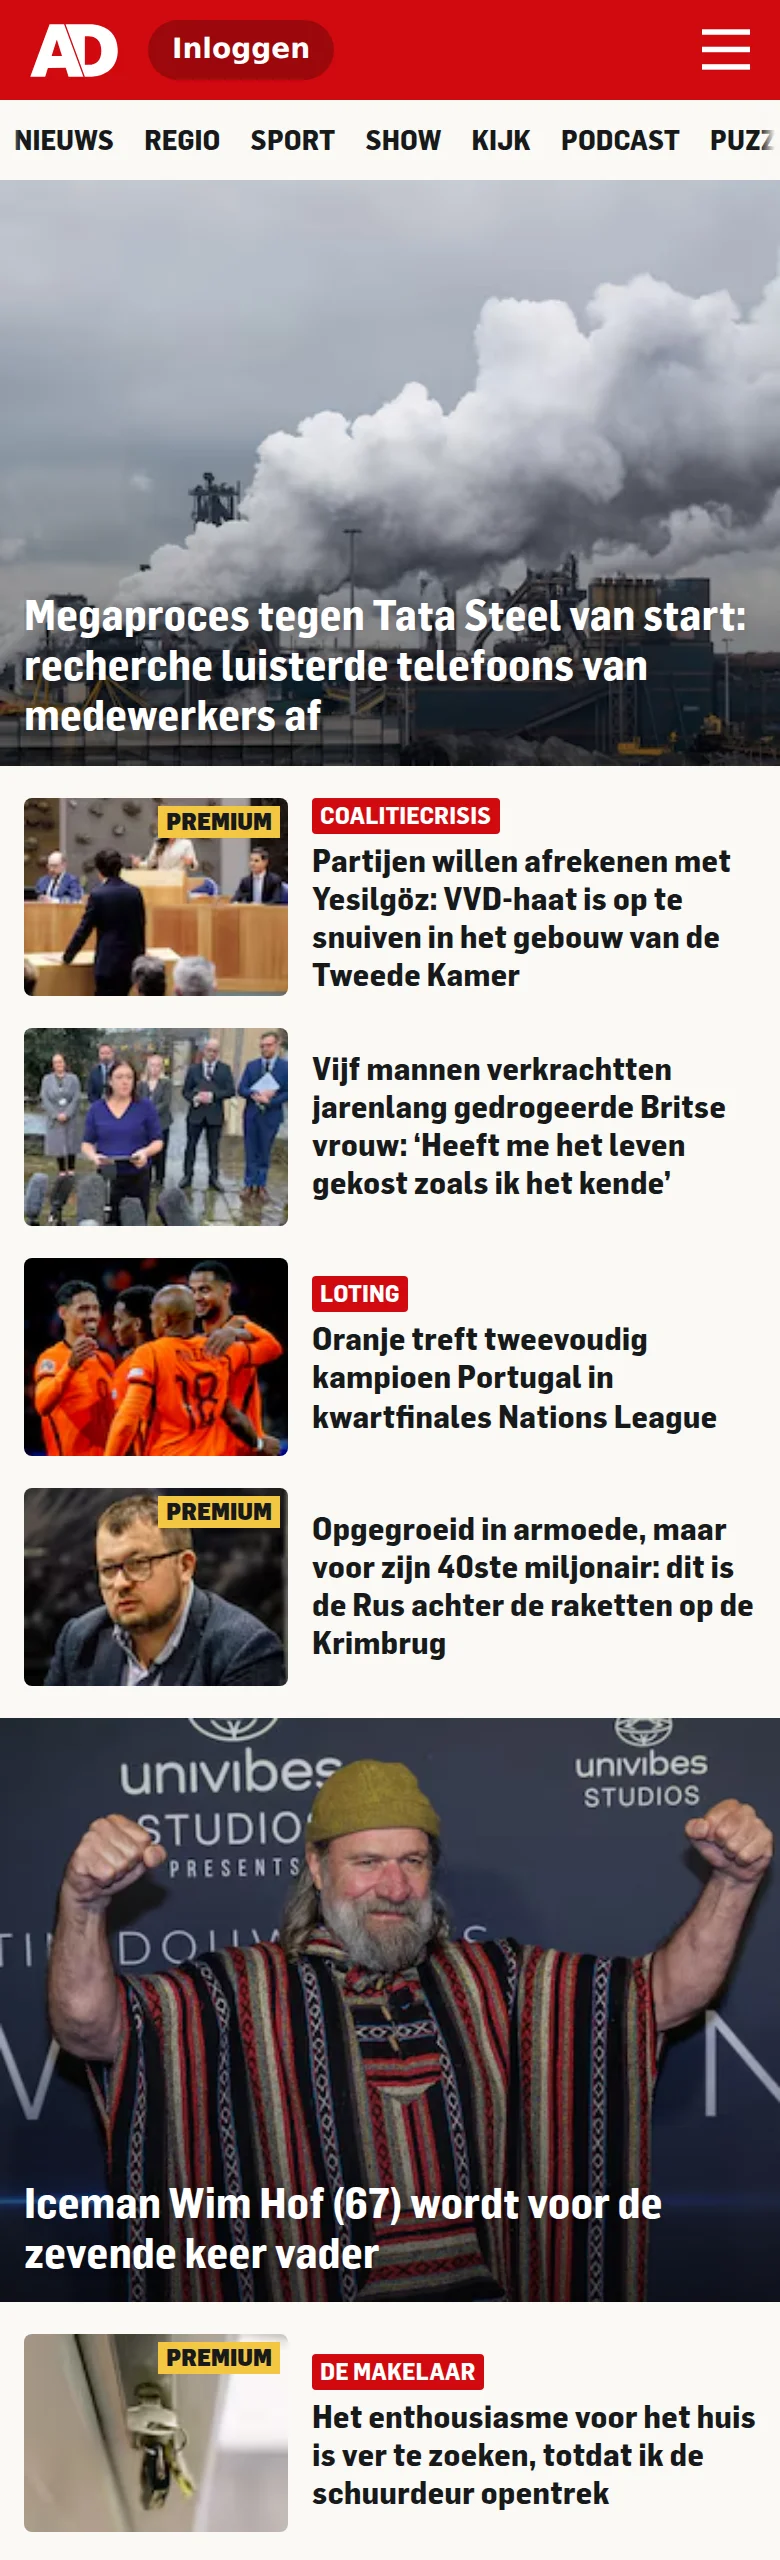 AD
Inloggen
NIEUWS REGIO SPORT SHOW KIJK PODCAST PUZZ
Megaproces tegen Tata Steel van start:
recherche luisterde telefoons van
medewerkers af
PREMIUM
COALITIECRISIS
Partijen willen afrekenen met
Yesilgöz: VVD-haat is op te
snuiven in het gebouw van de
Tweede Kamer
Vijf mannen verkrachtten
jarenlang gedrogeerde Britse
vrouw: ‘Heeft me het leven
gekost zoals ik het kende’
18
LOTING
Oranje treft tweevoudig
kampioen Portugal in
kwartfinales Nations League
PREMIUM
Opgegroeid in armoede, maar
voor zijn 40ste miljonair: dit is
de Rus achter de raketten op de
Krimbrug
univibes
STUDIO
PRESENTS
univibes
STUDIOS
Iceman Wim Hof (67) wordt voor de
zevende keer vader
PREMIUM
DE MAKELAAR
Het enthousiasme voor het huis
is ver te zoeken, totdat ik de
schuurdeur opentrek